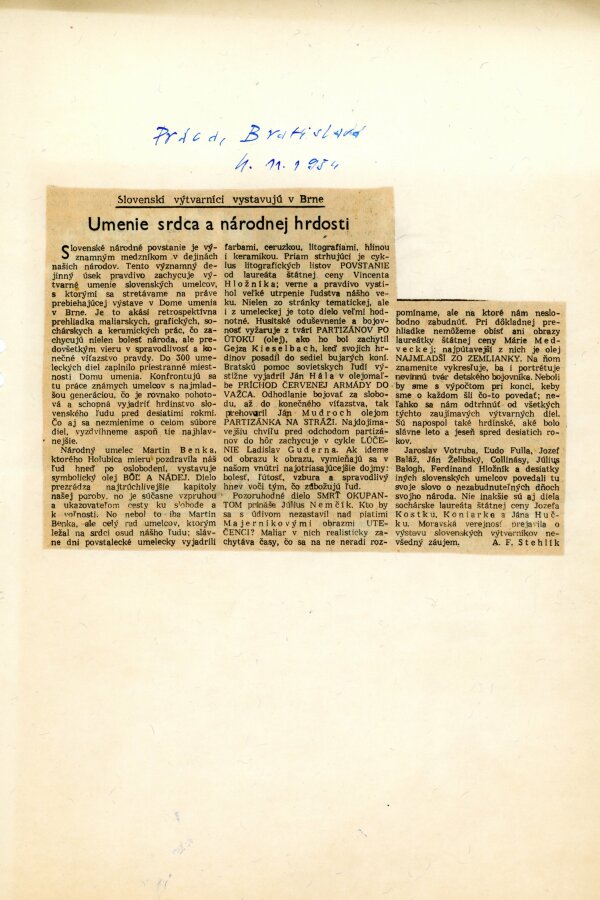 Práca, Bratislava
4. 11. 1954
Slovenskí výtvarníci vystavujú v Brne
Umenie srdca a národnej hrdosti
Slovenské národné povstanie je vý-
znamným medzníkom v dejinách
našich národov. Tento významný de-
jinný úsek pravdivo zachycuje vý-
tvarné umenie slovenských umelcov,
s ktorými sa stretávame na práve
prebiehajúcej výstave v Dome umenia
v Brne. Je to akási retrospektívna
prehliadka maliarskych, grafických, so-
chárskych a keramických prác, čo za-
chycujú nielen bolesť národa, ale pre-
dovšetkým vieru v spravodlivosť a ko-
nečné víťazstvo pravdy. Do 300 ume-
leckých diel zaplnilo priestranné miest-
nosti Domu umenia. Konfrontujú sa
tu práce známych umelcov s najmlad-
šou generáciou, čo je rovnako pohoto-
vá a schopná vyjadriť hrdinstvo slo-
venského ľudu pred desiatimi rokmi.
Čo aj sa nezmienime o celom súbore
diel, vyzdvihneme aspoň tie najhlav-
nejšie.
Národný umelec Martin Benka,
ktorého Holubica mieru pozdravila náš
ľud hneď po oslobodení, vystavuje
symbolický olej BÔĽ A NÁDEJ. Dielo
prezrádza najtrúchlivejšie kapitoly
našej poroby, no je súčasne vzpruhou
a ukazovateľom cesty ku slobode a
k voľnosti. No nebol to iba Martin
Benka, ale celý rad umelcov, ktorým
ležal na srdci osud nášho ľudu; sláv-
ne dni povstalecké umelecky vyjadrili
farbami, ceruzkou, litografiami, hlinou
i keramikou. Priam strhujúci je cyk-
lus litografických listov POVSTANIE
od laureáta štátnej ceny Vincenta
Hložníka; verne a pravdivo vysti-
hol veľké utrpenie ľudstva nášho ve-
ku. Nielen zo stránky tematickej, ale
i z umeleckej je toto dielo veľmi hod-
notné. Husitské oduševnenie a bojov-
nosť vyžaruje z tvárí PARTIZÁNOV PO
ÚTOKU (olej), ako ho bol zachytil
Gejza Kieselbach, keď svojich hr-
dinov posadil do sediel bujarých koní.
Bratskú pomoc sovietskych ľudí vý-
stižne vyjadril Ján Hála v olejomaľ-
be PRÍCHOD ČERVENEJ ARMÁDY DO
VAŽCA. Odhodlanie bojovať za slobo-
du, až do konečného víťazstva, tak
prehovoril Ján Mudroch olejom
PARTIZÁNKA NA STRÁŽI. Najdojíma-
vejšiu chvíľu pred odchodom partizá-
nov do hôr zachycuje v cykle LÚČE-
NIE Ladislav Guderna. Ak ideme
od obrazu k obrazu, vymieňajú sa v
našom vnútri najotriasajúcejšie dojmy:
bolesť, ľútosť, vzbura a spravodlivý
hnev voči tým, čo zdbožujú ľud.
Pozoruhodné dielo SMRŤ OKUPAN-
TOM prináša Július Nemčík. Kto by
sa s údivom nezastavil nad platmi
Majerníkovými obrazmi UTE-
ČENCI? Maliar v nich realisticky za-
chytáva časy, čo sa na ne neradi roz-
pomíname, ale na ktoré nám neslo-
bodno zabudnúť. Pri dôkladnej pre-
hliadke nemôžeme obísť ani obrazy
laureátky štátnej ceny Márie Med-
veckej; najpútavejší z nich je olej
NAJMLADŠÍ ZO ZEMLIANKY. Na ňom
znamenite vykresľuje, ba i portrétuje
nevinnú tvár detského bojovníka. Neboli
by sme s výpočtom pri konci, keby
sme o každom šli čo-to povedať; ne-
ľahko sa nám odtrhnúť od všetkých
týchto zaujímavých výtvarných diel.
Sú napospol také hrdinské, aké bolo
slávne leto a jeseň spred desiatich ro-
kov.
Jaroslav Votruba, Ľudo Fulla, Jozef
Baláž, Ján Želibský, Collinásy, Július
Balogh, Ferdinand Hložník a desiatky
iných slovenských umelcov povedali tu
svoje slovo o nezabudnuteľných dňoch
svojho národa. Nie inakšie sú aj diela
sochárske laureáta štátnej ceny Jozefa
Kostku, Koniarke a Jána Huč-
ku. Moravská verejnosť prejavila o
výstavu slovenských výtvarníkov ne-
všedný záujem. A. F. Stehlík